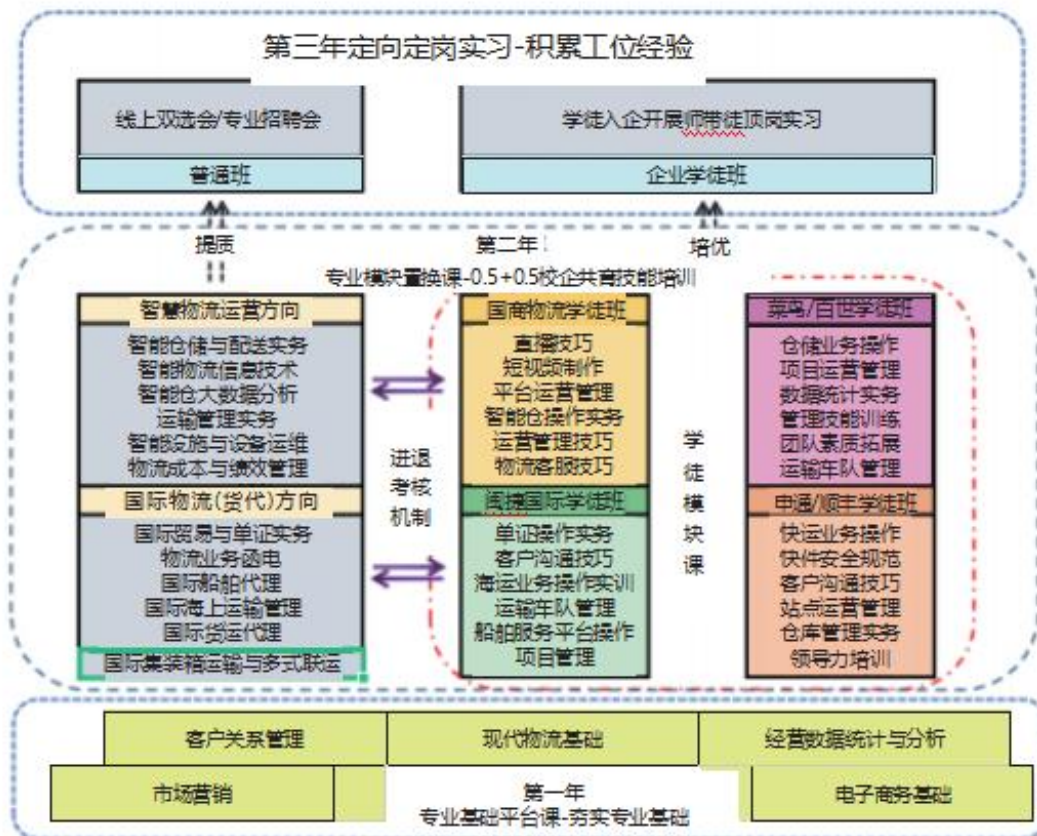 第三年定向定岗实习-积累工位经验
线上双选会/专业招聘会
学徒入企开展师带徒顶岗实习
普通班
企业学徒班
提质
第二年
培优
专业模块置换课-0.5+0.5校企共育技能培训
智慧物流运营方向
智能仓储与配送实务
智能物流信息技术
智能仓大数据分析
运输管理实务
智能设施与设备运维
物流成本与绩效管理
国际物流(货代)方向
国际贸易与单证实务
物流业务函电
国际船舶代理
国际海上运输管理
国际货运代理
国际集装箱运输与多式联运
进退
考核
机制
国商物流学徒班
直播技巧
短视频制作
平台运营管理
智能仓操作实务
运营管理技巧
物流客服技巧
闽捷国际学徒班
单证操作实务
客户沟通技巧
海运业务操作实训
运输车队管理
船舶服务平台操作
项目管理
学
徒
模
块
课
菜鸟/百世学徒班
仓储业务操作
项目运营管理
数据统计实务
管理技能训练
团队素质拓展
运输车队管理
申通/顺丰学徒班
快运业务操作
快件安全规范
客户沟通技巧
站点运营管理
仓库管理实务
领导力培训
客户关系管理
现代物流基础
经营数据统计与分析
市场营销
第一年
电子商务基础
专业基础平台课-夯实专业基础